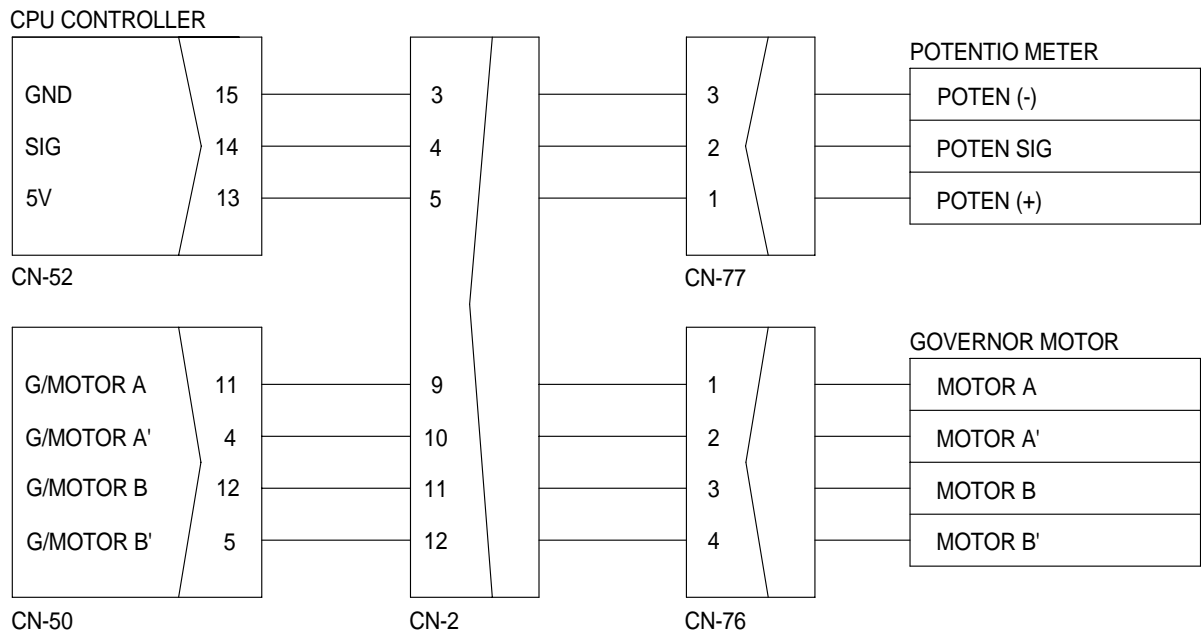 CPU CONTROLLER
POTENTIO METER
GND 15 3 3 POTEN (-)
SIG 14 4 2 POTEN SIG
5V 13 5 1 POTEN (+)
CN-52 CN-77
GOVERNOR MOTOR
G/MOTOR A 11 9 1 MOTOR A
G/MOTOR A' 4 10 2 MOTOR A'
G/MOTOR B 12 11 3 MOTOR B
G/MOTOR B' 5 12 4 MOTOR B'
CN-50 CN-2 CN-76